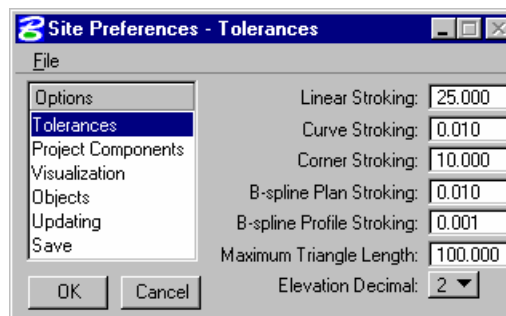 Site Preferences - Tolerances
File
Options
Tolerances
Project Components
Visualization
Objects
Updating
Save
OK Cancel
Linear Stroking: 25.000
Curve Stroking: 0.010
Corner Stroking: 10.000
B-spline Plan Stroking: 0.010
B-spline Profile Stroking: 0.001
Maximum Triangle Length: 100.000
Elevation Decimal: 2